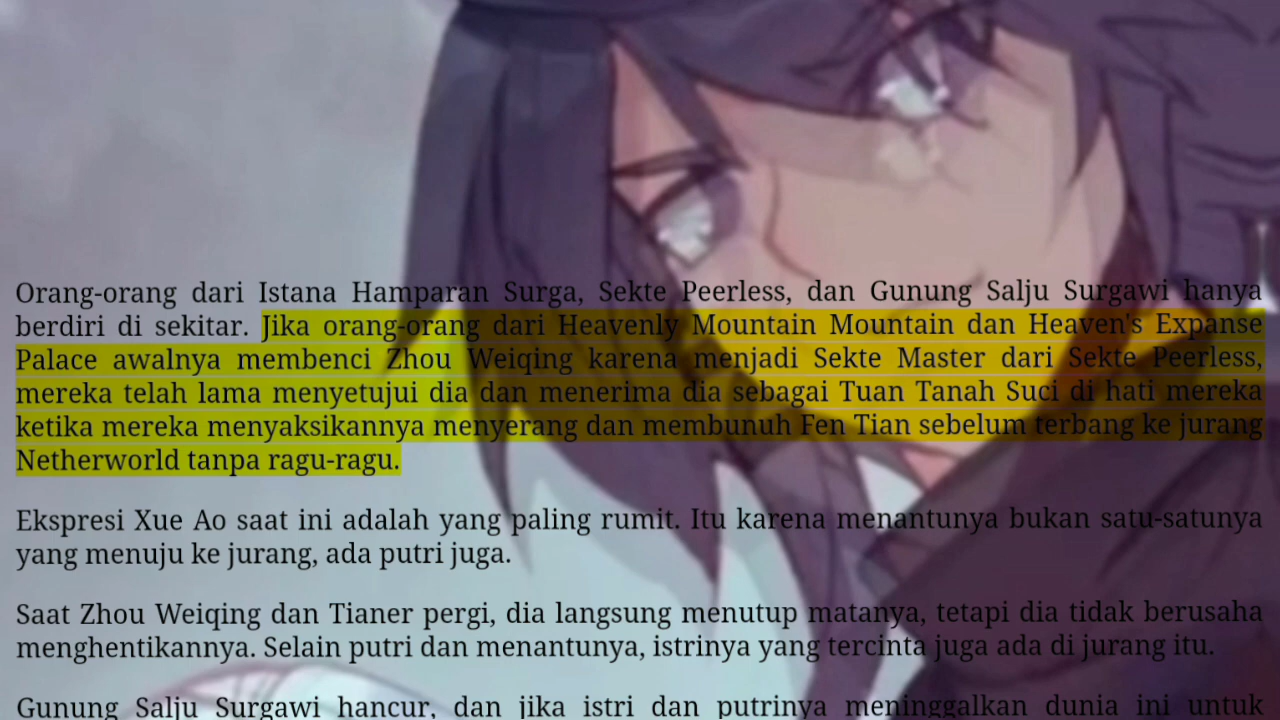 Orang-orang dari Istana Hamparan Surga, Sekte Peerless, dan Gunung Salju Surgawi hanya
berdiri di sekitar. Jika orang-orang dari Heavenly Mountain Mountain dan Heaven's Expanse
Palace awalnya membenci Zhou Weiqing karena menjadi Sekte Master dari Sekte Peerless,
mereka telah lama menyetujui dia dan menerima dia sebagai Tuan Tanah Suci di hati mereka
ketika mereka menyaksikannya menyerang dan membunuh Fen Tian sebelum terbang ke jurang
Netherworld tanpa ragu-ragu.
Ekspresi Xue Ao saat ini adalah yang paling rumit. Itu karena menantunya bukan satu-satunya
yang menuju ke jurang, ada putri juga.
Saat Zhou Weiqing dan Tianer pergi, dia langsung menutup matanya, tetapi dia tidak berusaha
menghentikannya. Selain putri dan menantunya, istrinya yang tercinta juga ada di jurang itu.
Gunung Salju Surgawi hancur, dan jika istri dan putrinya meninggalkan dunia ini untuk